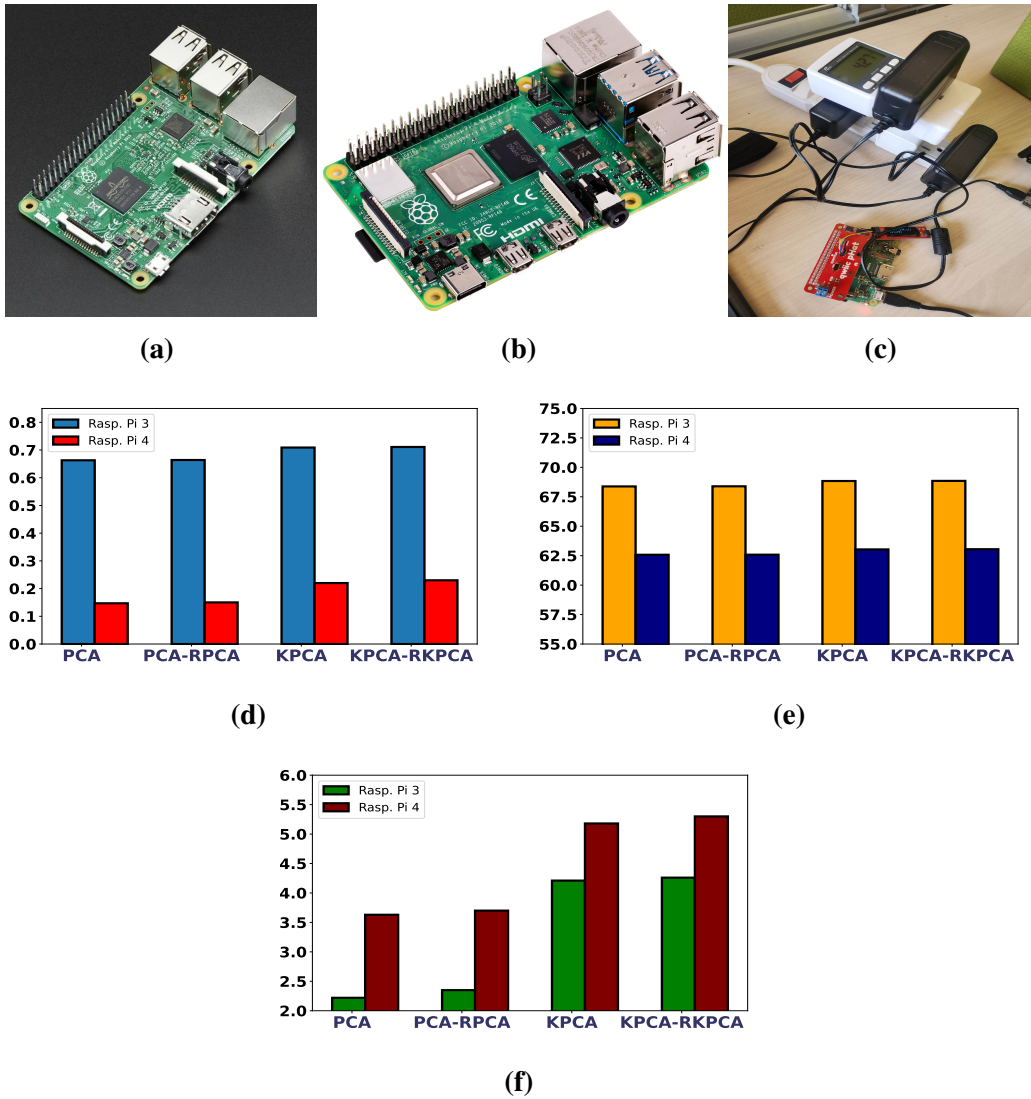 HDMI
FCC
CE
qwiic pHat
(a)
(b)
(c)
0.8
0.7
0.6
0.5
0.4
0.3
0.2
0.1
0.0
Rasp. Pi 3
Rasp. Pi 4
PCA PCA-RPCA KPCA KPCA-RKPCA
(d)
75.0
72.5
70.0
67.5
65.0
62.5
60.0
57.5
55.0
Rasp. Pi 3
Rasp. Pi 4
PCA PCA-RPCA KPCA KPCA-RKPCA
(e)
6.0
5.5
5.0
4.5
4.0
3.5
3.0
2.5
2.0
Rasp. Pi 3
Rasp. Pi 4
PCA PCA-RPCA KPCA KPCA-RKPCA
(f)